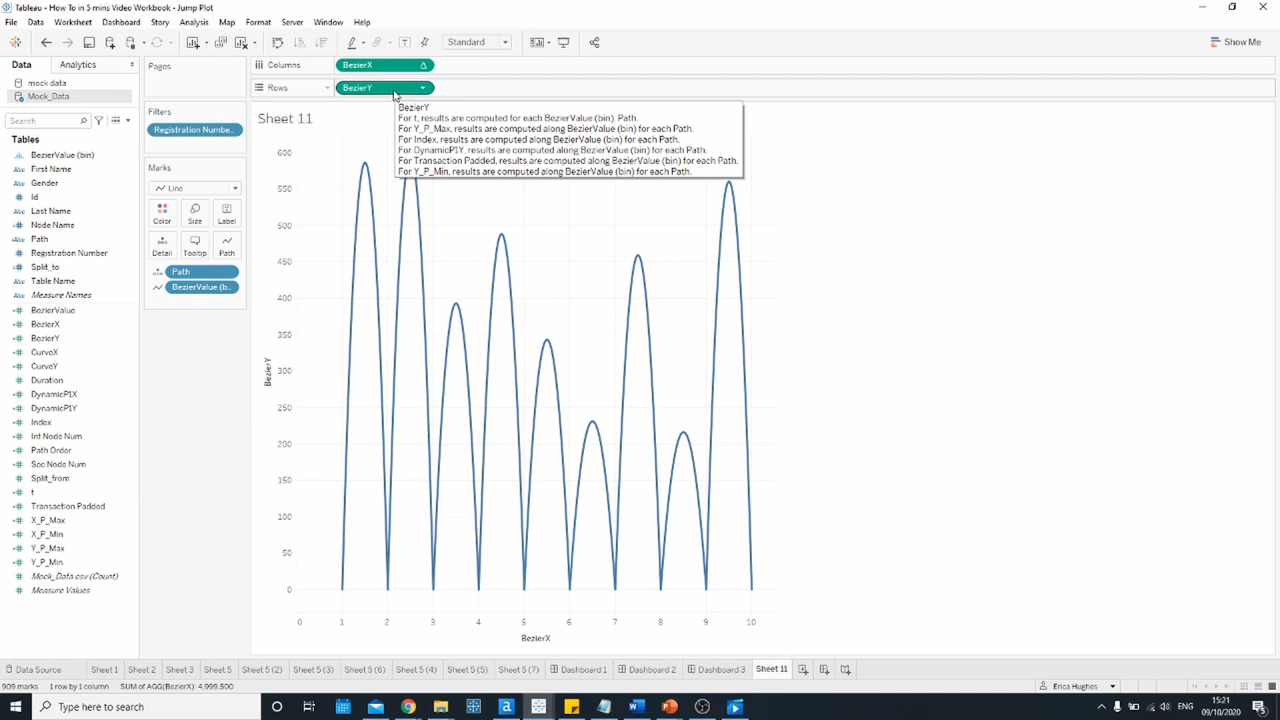 Tableau - How To in 5 mins Video Workbook - Jump Plot
File Data Worksheet Dashboard Story Analysis Map Format Server Window Help
Standard
Show Me
Data Analytics
Pages
Columns BezierX
Rows BezierY
mock data
Mock_Data
Search
Tables
BezierValue (bin)
Abc First Name
Abc Gender
# Id
Abc Last Name
# Node Name
Abc Path
# Registration Number
Abc Split_to
Abc Table Name
Abc Measure Names
BezierValue
BezierX
BezierY
CurveX
CurveY
Duration
DynamicP1X
DynamicP1Y
Index
Int Node Num
Path Order
Sec Node Num
Split_from
t
Transaction Padded
X_P_Max
X_P_Min
Y_P_Max
Y_P_Min
Mock_Data.csv (Count)
Measure Values
Filters
Registration Numbe..
Marks
Line
Color Size Label
Detail Tooltip Path
Path
BezierValue (b..
Sheet 11
BezierY
For t, results are computed for each BezierValue (bin), Path.
For Y_P_Max, results are computed along BezierValue (bin) for each Path.
For Index, results are computed along BezierValue (bin) for each Path.
For DynamicP1Y, results are computed along BezierValue (bin) for each Path.
For Transaction Padded, results are computed along BezierValue (bin) for each Path.
For Y_P_Min, results are computed along BezierValue (bin) for each Path.
600
550
500
450
400
350
300
250
200
150
100
50
0
BezierY
0 1 2 3 4 5 6 7 8 9 10
BezierX
Data Source Sheet 1 Sheet 2 Sheet 3 Sheet 5 Sheet 5 (2) Sheet 5 (3) Sheet 5 (6) Sheet 5 (4) Sheet 5 (5) Sheet 5 (7) Dashboard 1 Dashboard 2 Dashboard 3 Sheet 11
909 marks 1 row by 1 column SUM of AGG(BezierX): 4,999.500
Erica Hughes
Type here to search
ENG
15:21
09/10/2020